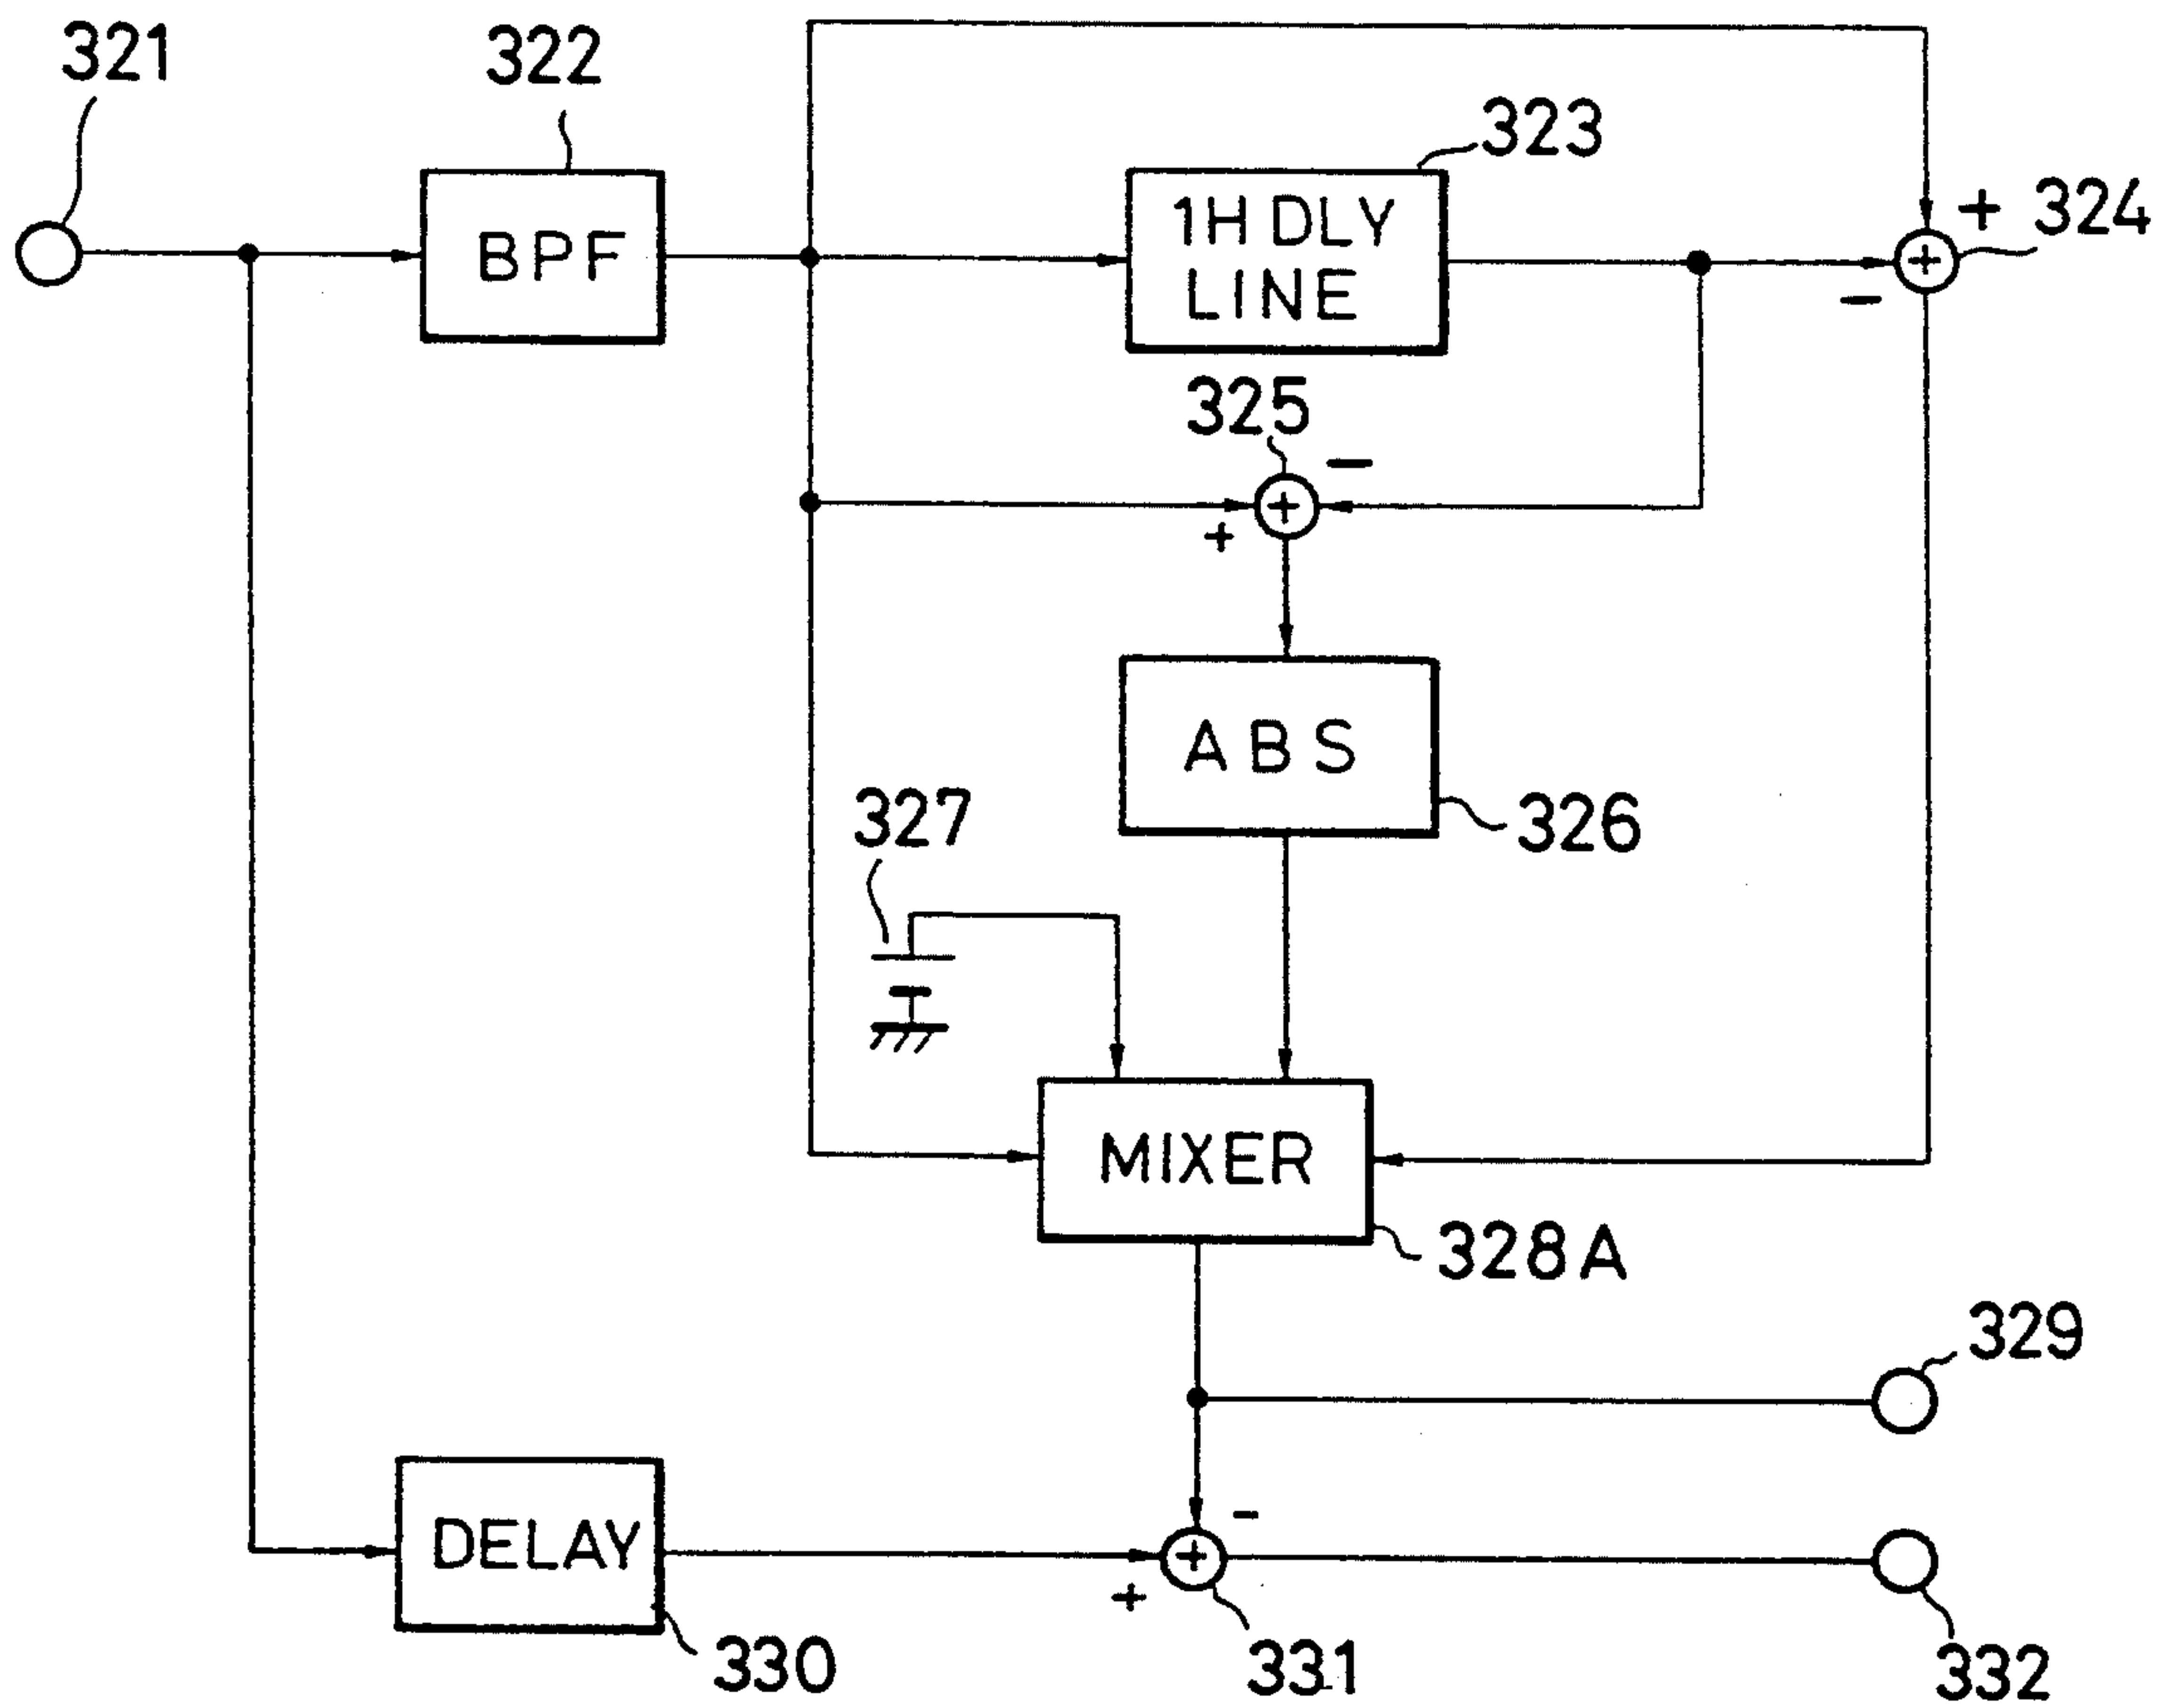 321
322
323
1H DLY
LINE
+ 324
BPF
+
−
325
−
+
+
ABS
326
327
MIXER
328A
329
DELAY
−
+
+
330
331
332